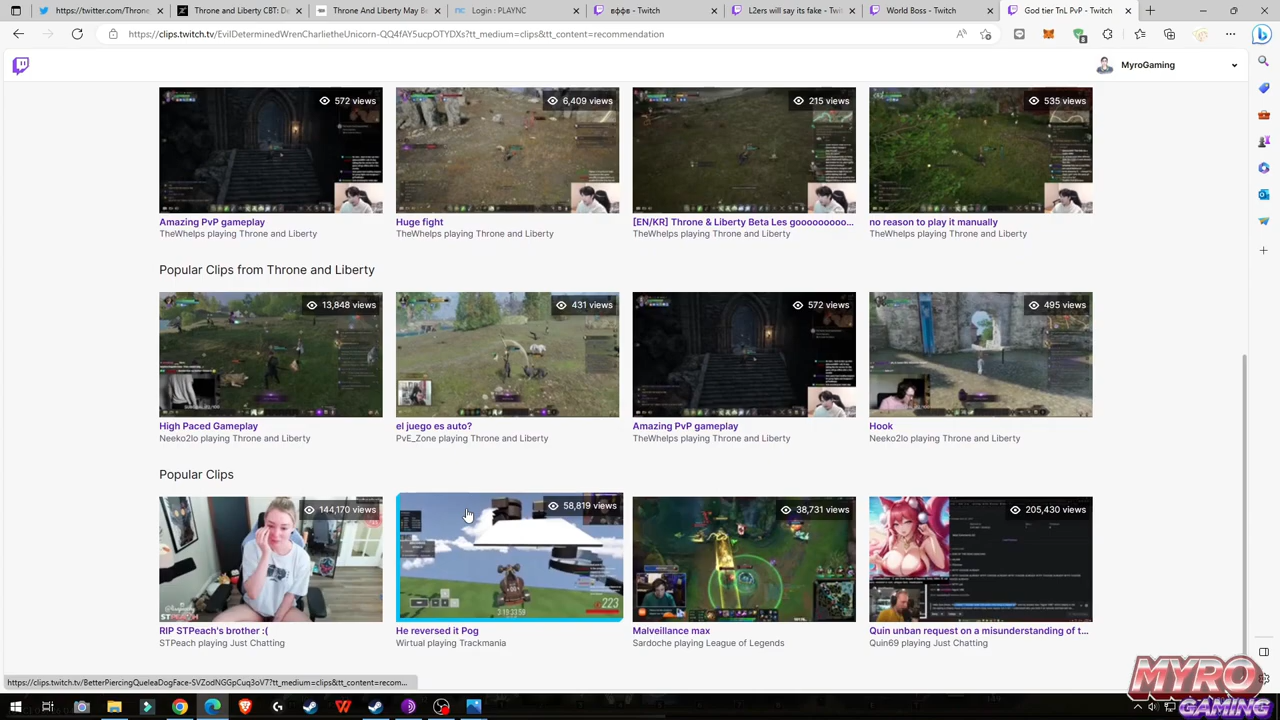 on Twitter.com/
Throne and Liberty CBT: De
Throne And Liberty May Be
Login : PLAYNC
вффв - Twitch
L2ers will say its fake - Twit
World Boss - Twitch
God tier TnL PvP - Twitch
https://clips.twitch.tv/EvilDeterminedWrenCharlietheUnicorn-QQ4fAY5ucpOTYDXs?tt_medium=clips&tt_content=recommendation
MyroGaming
572 views
6,409 views
215 views
535 views
Amazing PvP gameplay
Huge fight
[EN/KR] Throne & Liberty Beta Les gooooooooo...
no reason to play it manually
TheWhelps playing Throne and Liberty
TheWhelps playing Throne and Liberty
TheWhelps playing Throne and Liberty
TheWhelps playing Throne and Liberty
Popular Clips from Throne and Liberty
13,848 views
431 views
572 views
495 views
High Paced Gameplay
el juego es auto?
Amazing PvP gameplay
Hook
Neeko2lo playing Throne and Liberty
PvE_Zone playing Throne and Liberty
TheWhelps playing Throne and Liberty
Neeko2lo playing Throne and Liberty
Popular Clips
144,170 views
58,819 views
38,731 views
205,430 views
223
RIP STPeach's brother :(
He reversed it Pog
Malveillance max
Quin unban request on a misunderstanding of t...
STPeach playing Just Chatting
Wirtual playing Trackmania
Sardoche playing League of Legends
Quin69 playing Just Chatting
https://clips.twitch.tv/BetterPiercingQueleaDogFace-SVZodNGGpCuq3oV7?tt_medium=clips&tt_content=recom...
MYRO
GAMING